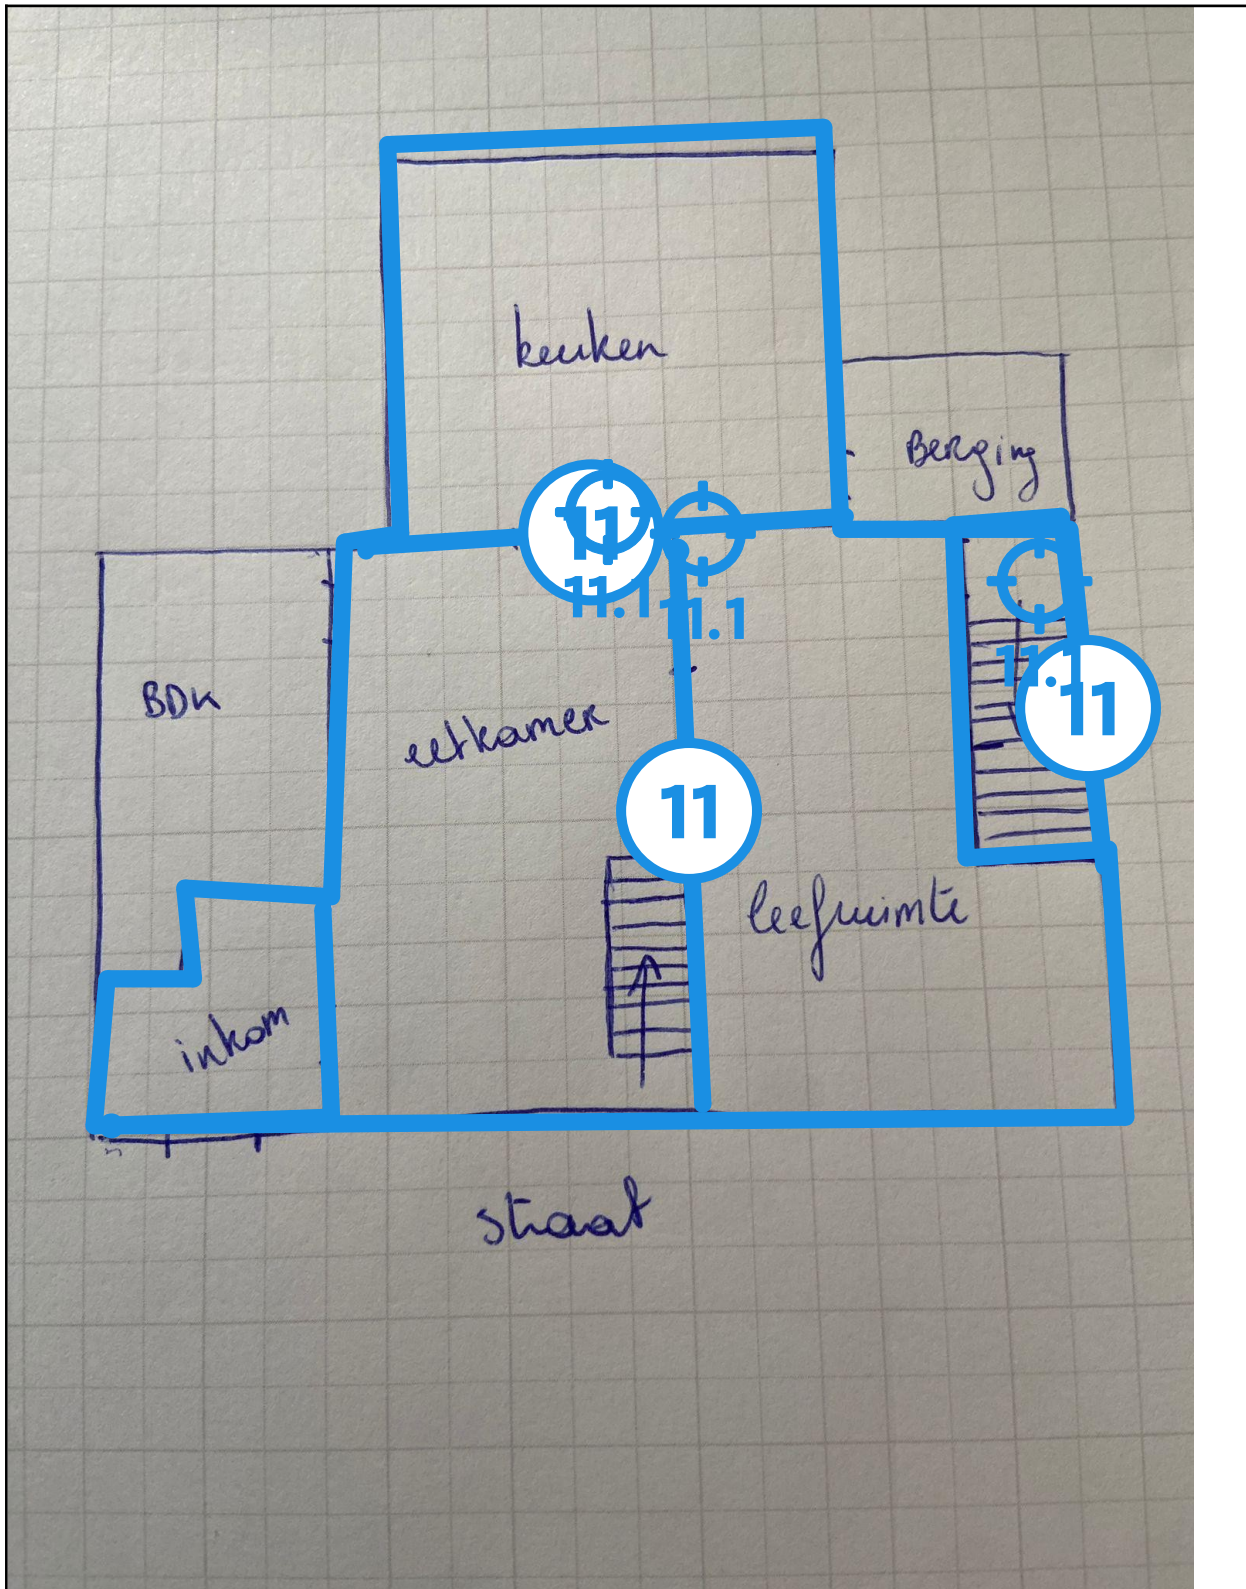 keuken
Berging
11
11.1
11.1
11.1
BDK
eetkamer
11
11
leefruimte
inkom
straat